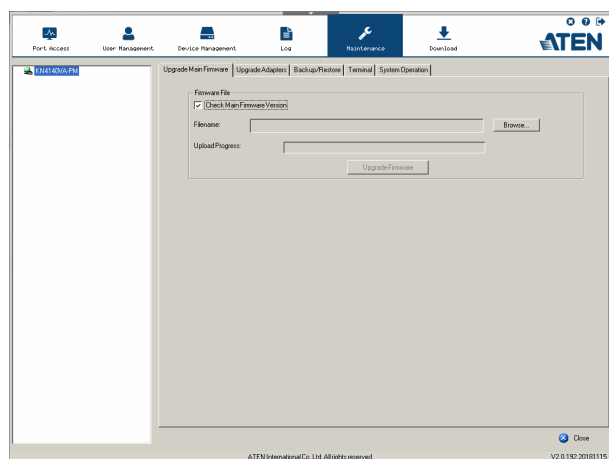 Port Access
User Management
Device Management
Log
Maintenance
Download
ATEN
KN4140VA-PM
Upgrade Main Firmware
Upgrade Adapters
Backup/Restore
Terminal
System Operation
Firmware File
Check Main Firmware Version
Filename:
Browse...
Upload Progress:
Upgrade Firmware
Close
ATEN International Co. Ltd. All rights reserved.
V2.0.192.20181115